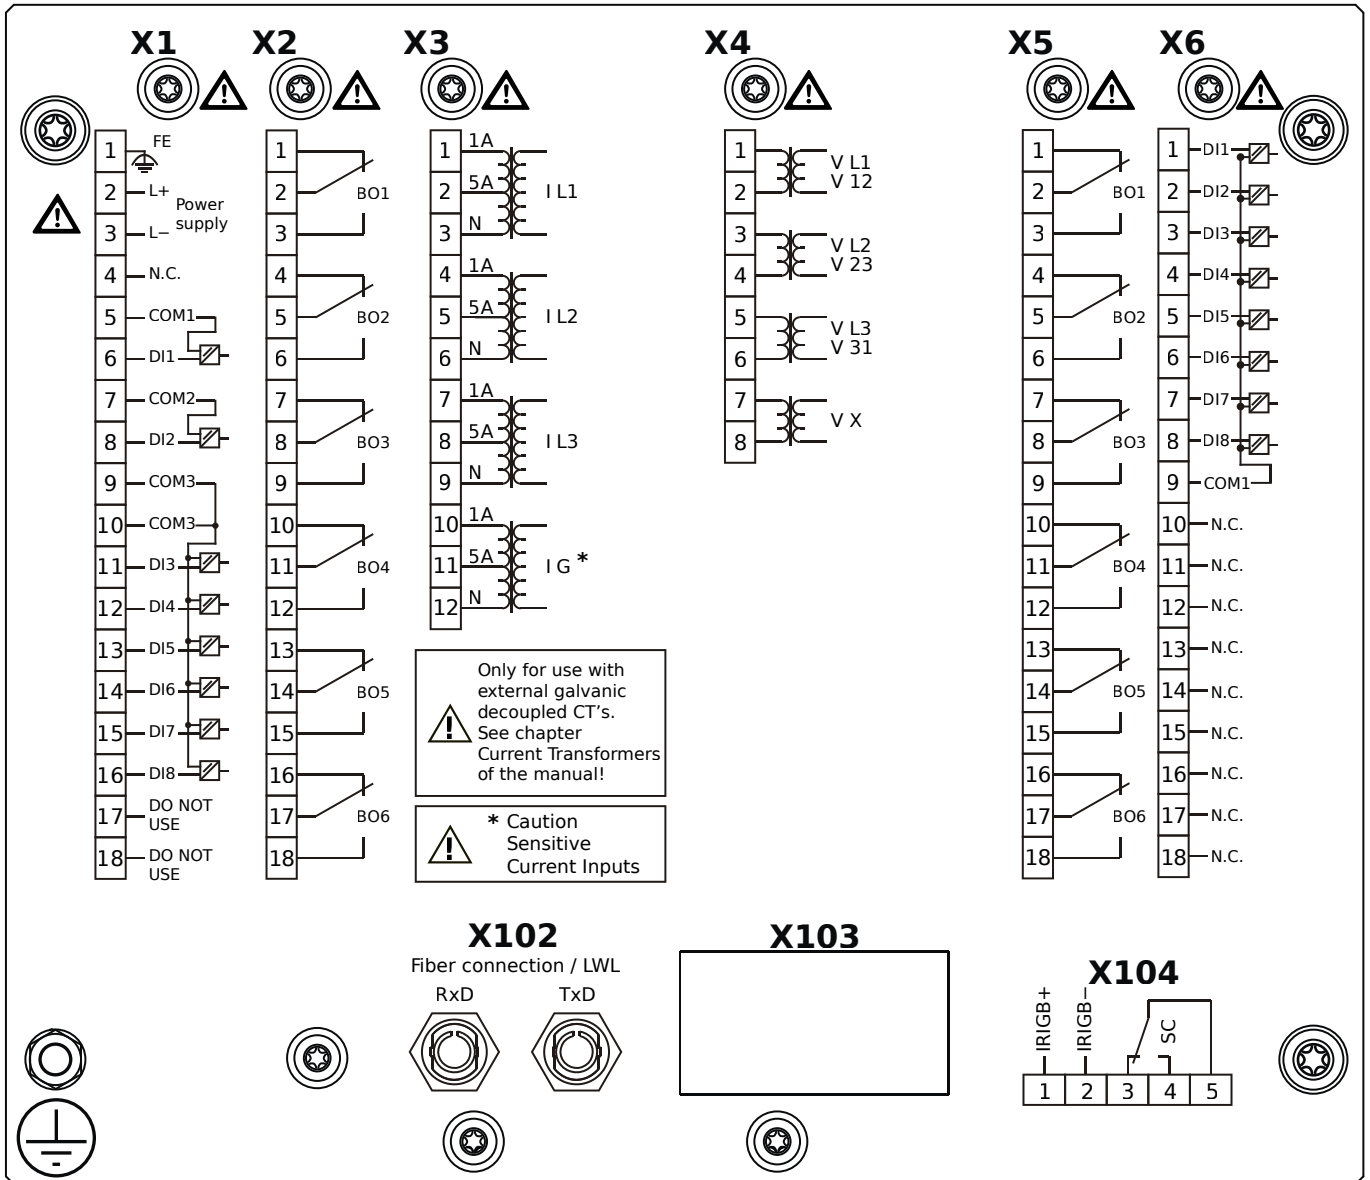 X1
X2
X3
X4
X5
X6
1 FE
2 L+
Power
supply
3 L−
4 N.C.
5 COM1
6 DI1
7 COM2
8 DI2
9 COM3
10 COM3
11 DI3
12 DI4
13 DI5
14 DI6
15 DI7
16 DI8
17 DO NOT
USE
18 DO NOT
USE
1
2 BO1
3
4
5 BO2
6
7
8 BO3
9
10
11 BO4
12
13
14 BO5
15
16
17 BO6
18
1 1A
2 5A I L1
3 N
4 1A
5 5A I L2
6 N
7 1A
8 5A I L3
9 N
10 1A
11 5A I G *
12 N
Only for use with
external galvanic
decoupled CT's.
See chapter
Current Transformers
of the manual!
* Caution
Sensitive
Current Inputs
1 V L1
2 V 12
3 V L2
4 V 23
5 V L3
6 V 31
7 V X
8
1
2 BO1
3
4
5 BO2
6
7
8 BO3
9
10
11 BO4
12
13
14 BO5
15
16
17 BO6
18
1 DI1
2 DI2
3 DI3
4 DI4
5 DI5
6 DI6
7 DI7
8 DI8
9 COM1
10 N.C.
11 N.C.
12 N.C.
13 N.C.
14 N.C.
15 N.C.
16 N.C.
17 N.C.
18 N.C.
X102
Fiber connection / LWL
RxD TxD
X103
X104
IRIGB+
IRIGB−
SC
1 2 3 4 5